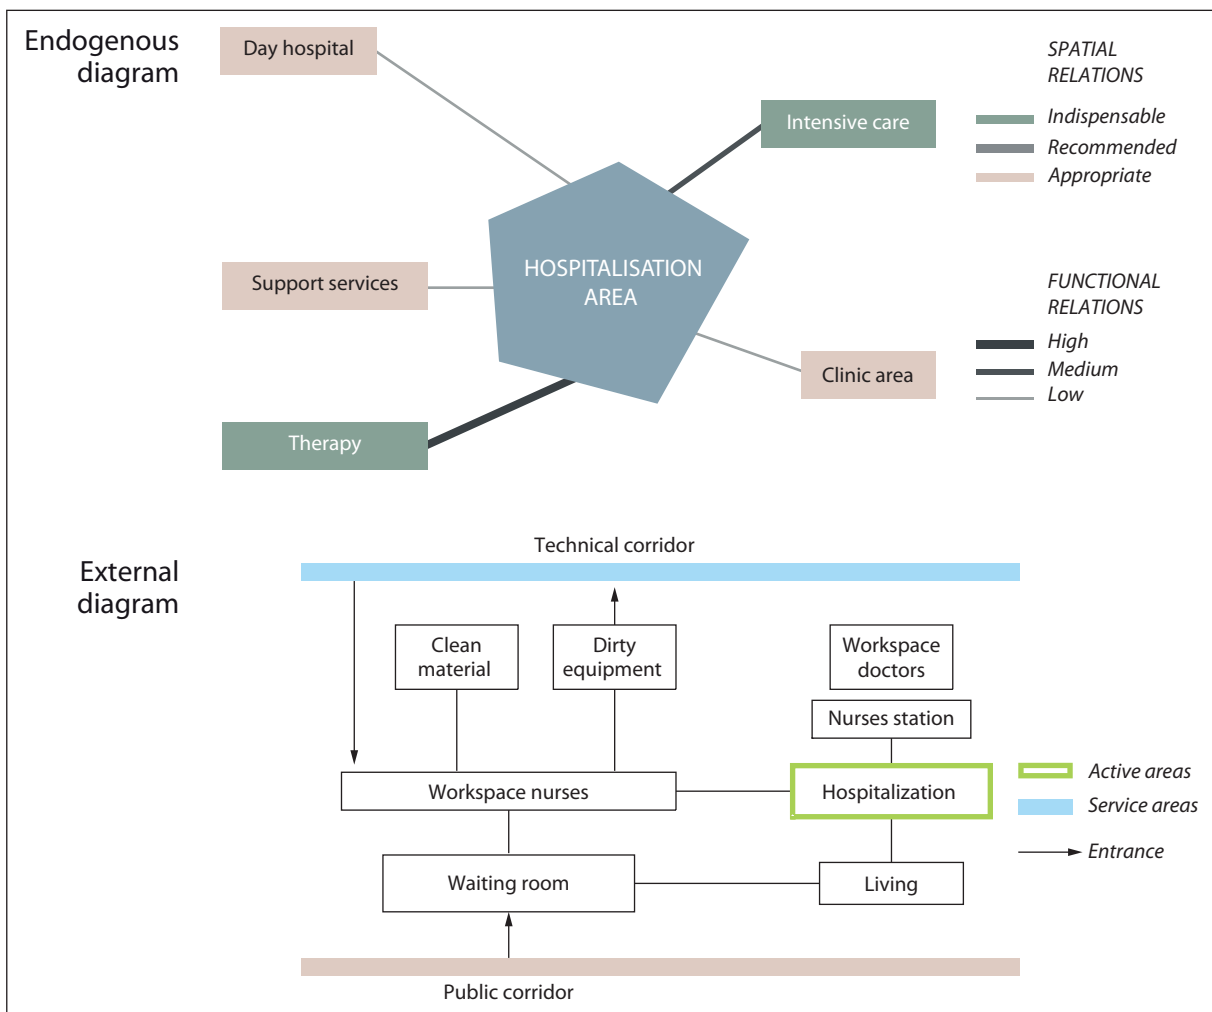 Endogenous
diagram
Day hospital
Intensive care
HOSPITALISATION
AREA
Support services
Clinic area
Therapy
SPATIAL
RELATIONS
Indispensable
Recommended
Appropriate
FUNCTIONAL
RELATIONS
High
Medium
Low
External
diagram
Technical corridor
Clean
material
Dirty
equipment
Workspace
doctors
Nurses station
Workspace nurses
Hospitalization
Waiting room
Living
Public corridor
Active areas
Service areas
Entrance